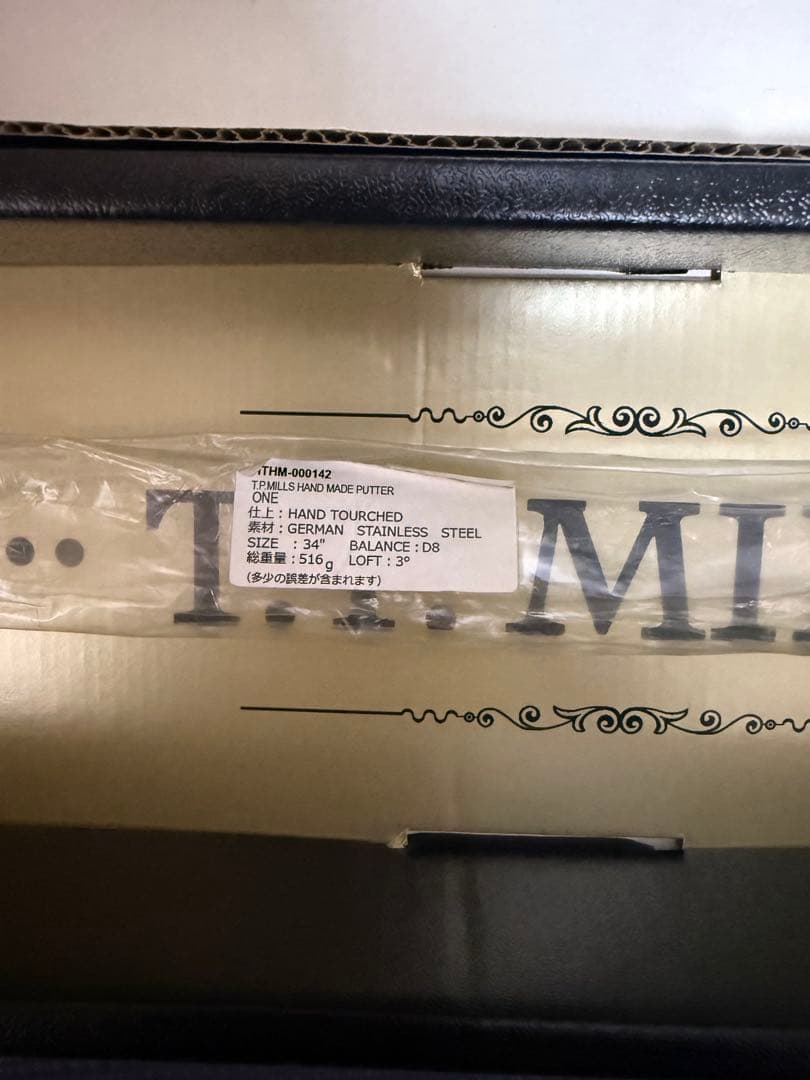 THM-000142
T.P.MILLS HAND MADE PUTTER
ONE
仕上：HAND TOURCHED
素材：GERMAN STAINLESS STEEL
SIZE ：34" BALANCE：D8
総重量：516g LOFT：3°
(多少の誤差が含まれます)
T.P. MI